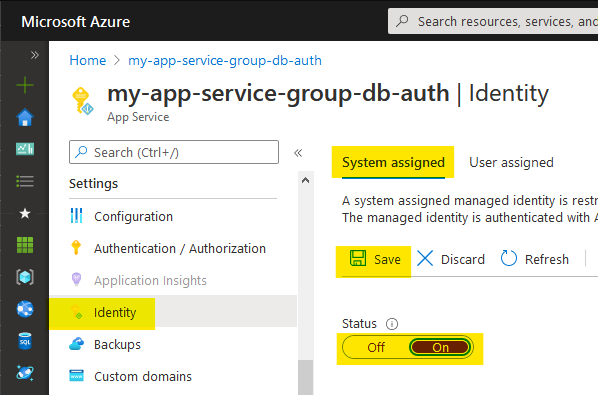 Microsoft Azure
Search resources, services, and
Home > my-app-service-group-db-auth
my-app-service-group-db-auth | Identity
App Service
Search (Ctrl+/)
«
Settings
Configuration
Authentication / Authorization
Application Insights
Identity
Backups
Custom domains
System assigned User assigned
A system assigned managed identity is
The managed identity is authenticated with
Save Discard Refresh
Status
Off On
SQL